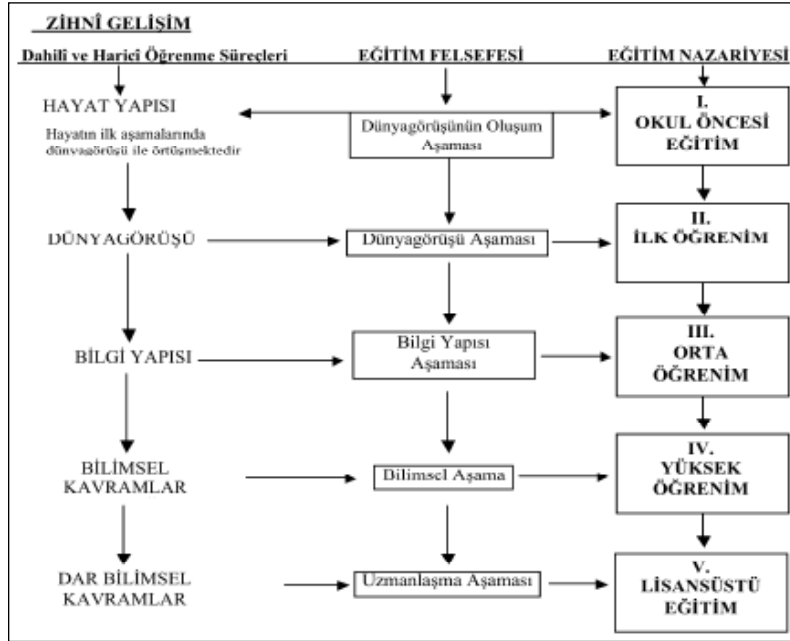 ZİHNÎ GELİŞİM
Dahilî ve Haricî Öğrenme Süreçleri
EĞİTİM FELSEFESİ
EĞİTİM NAZARİYESİ
HAYAT YAPISI
Hayatın ilk aşamalarında
dünyagörüşü ile örtüşmektedir
Dünyagörüşünün Oluşum
Aşaması
I.
OKUL ÖNCESİ
EĞİTİM
DÜNYAGÖRÜŞÜ
Dünyagörüşü Aşaması
II.
İLK ÖĞRENİM
BİLGİ YAPISI
Bilgi Yapısı
Aşaması
III.
ORTA
ÖĞRENİM
BİLİMSEL
KAVRAMLAR
Bilimsel Aşama
IV.
YÜKSEK
ÖĞRENİM
DAR BİLİMSEL
KAVRAMLAR
Uzmanlaşma Aşaması
V.
LİSANSÜSTÜ
EĞİTİM